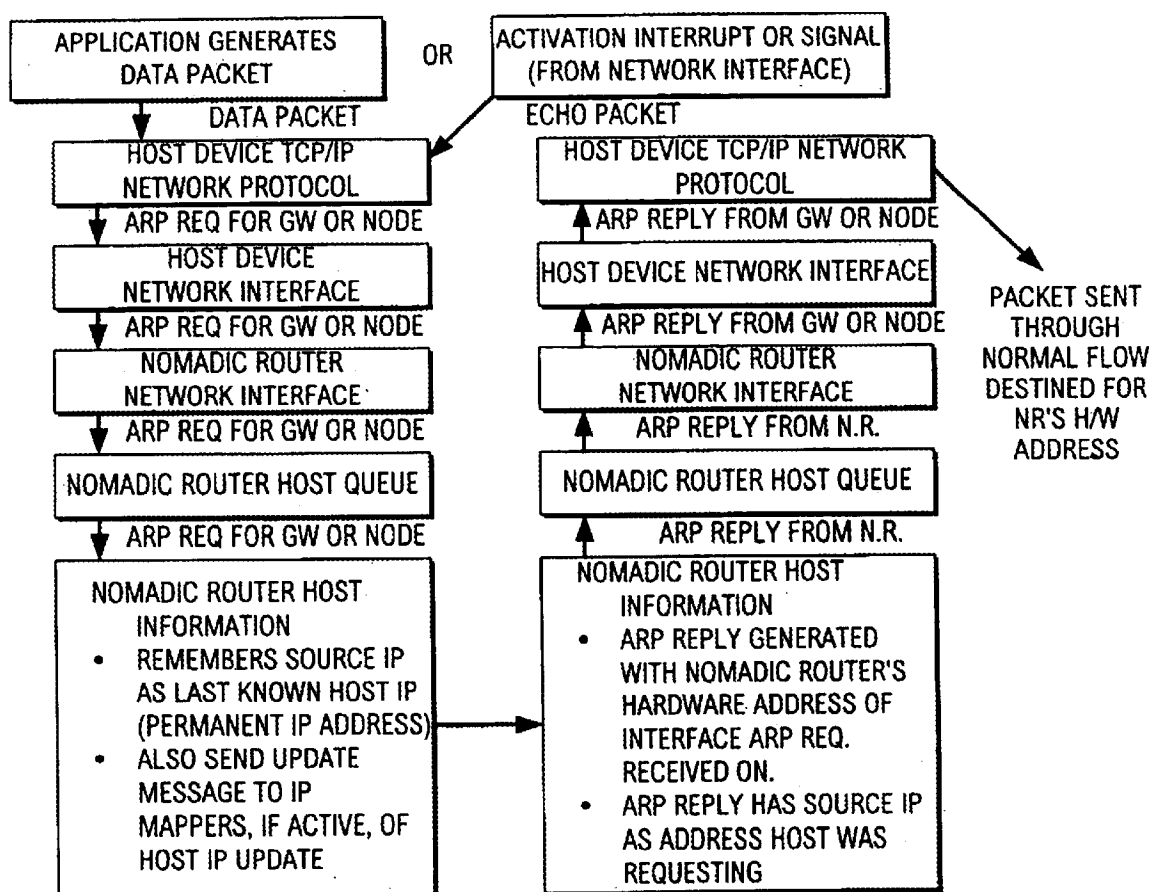 APPLICATION GENERATES
DATA PACKET
OR
ACTIVATION INTERRUPT OR SIGNAL
(FROM NETWORK INTERFACE)
DATA PACKET
ECHO PACKET
HOST DEVICE TCP/IP
NETWORK PROTOCOL
ARP REQ FOR GW OR NODE
HOST DEVICE
NETWORK INTERFACE
ARP REQ FOR GW OR NODE
NOMADIC ROUTER
NETWORK INTERFACE
ARP REQ FOR GW OR NODE
NOMADIC ROUTER HOST QUEUE
ARP REQ FOR GW OR NODE
NOMADIC ROUTER HOST
INFORMATION
• REMEMBERS SOURCE IP
AS LAST KNOWN HOST IP
(PERMANENT IP ADDRESS)
• ALSO SEND UPDATE
MESSAGE TO IP
MAPPERS, IF ACTIVE, OF
HOST IP UPDATE
HOST DEVICE TCP/IP NETWORK
PROTOCOL
ARP REPLY FROM GW OR NODE
HOST DEVICE NETWORK INTERFACE
ARP REPLY FROM GW OR NODE
NOMADIC ROUTER
NETWORK INTERFACE
ARP REPLY FROM N.R.
NOMADIC ROUTER HOST QUEUE
ARP REPLY FROM N.R.
NOMADIC ROUTER HOST
INFORMATION
• ARP REPLY GENERATED
WITH NOMADIC ROUTER'S
HARDWARE ADDRESS OF
INTERFACE ARP REQ.
RECEIVED ON.
• ARP REPLY HAS SOURCE IP
AS ADDRESS HOST WAS
REQUESTING
PACKET SENT
THROUGH
NORMAL FLOW
DESTINED FOR
NR'S H/W
ADDRESS